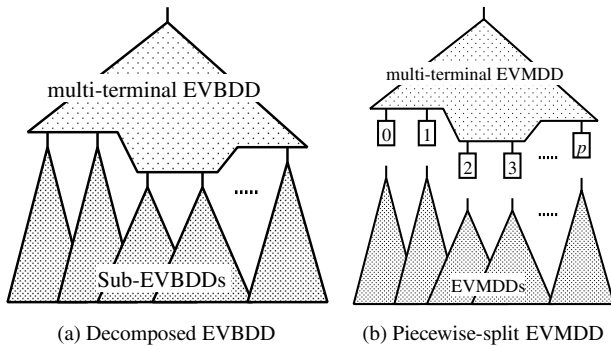 multi-terminal EVBDD
.....
Sub-EVBDDs
(a) Decomposed EVBDD
multi-terminal EVMDD
0 1 2 3 ..... p
.....
EVMDDs
(b) Piecewise-split EVMDD